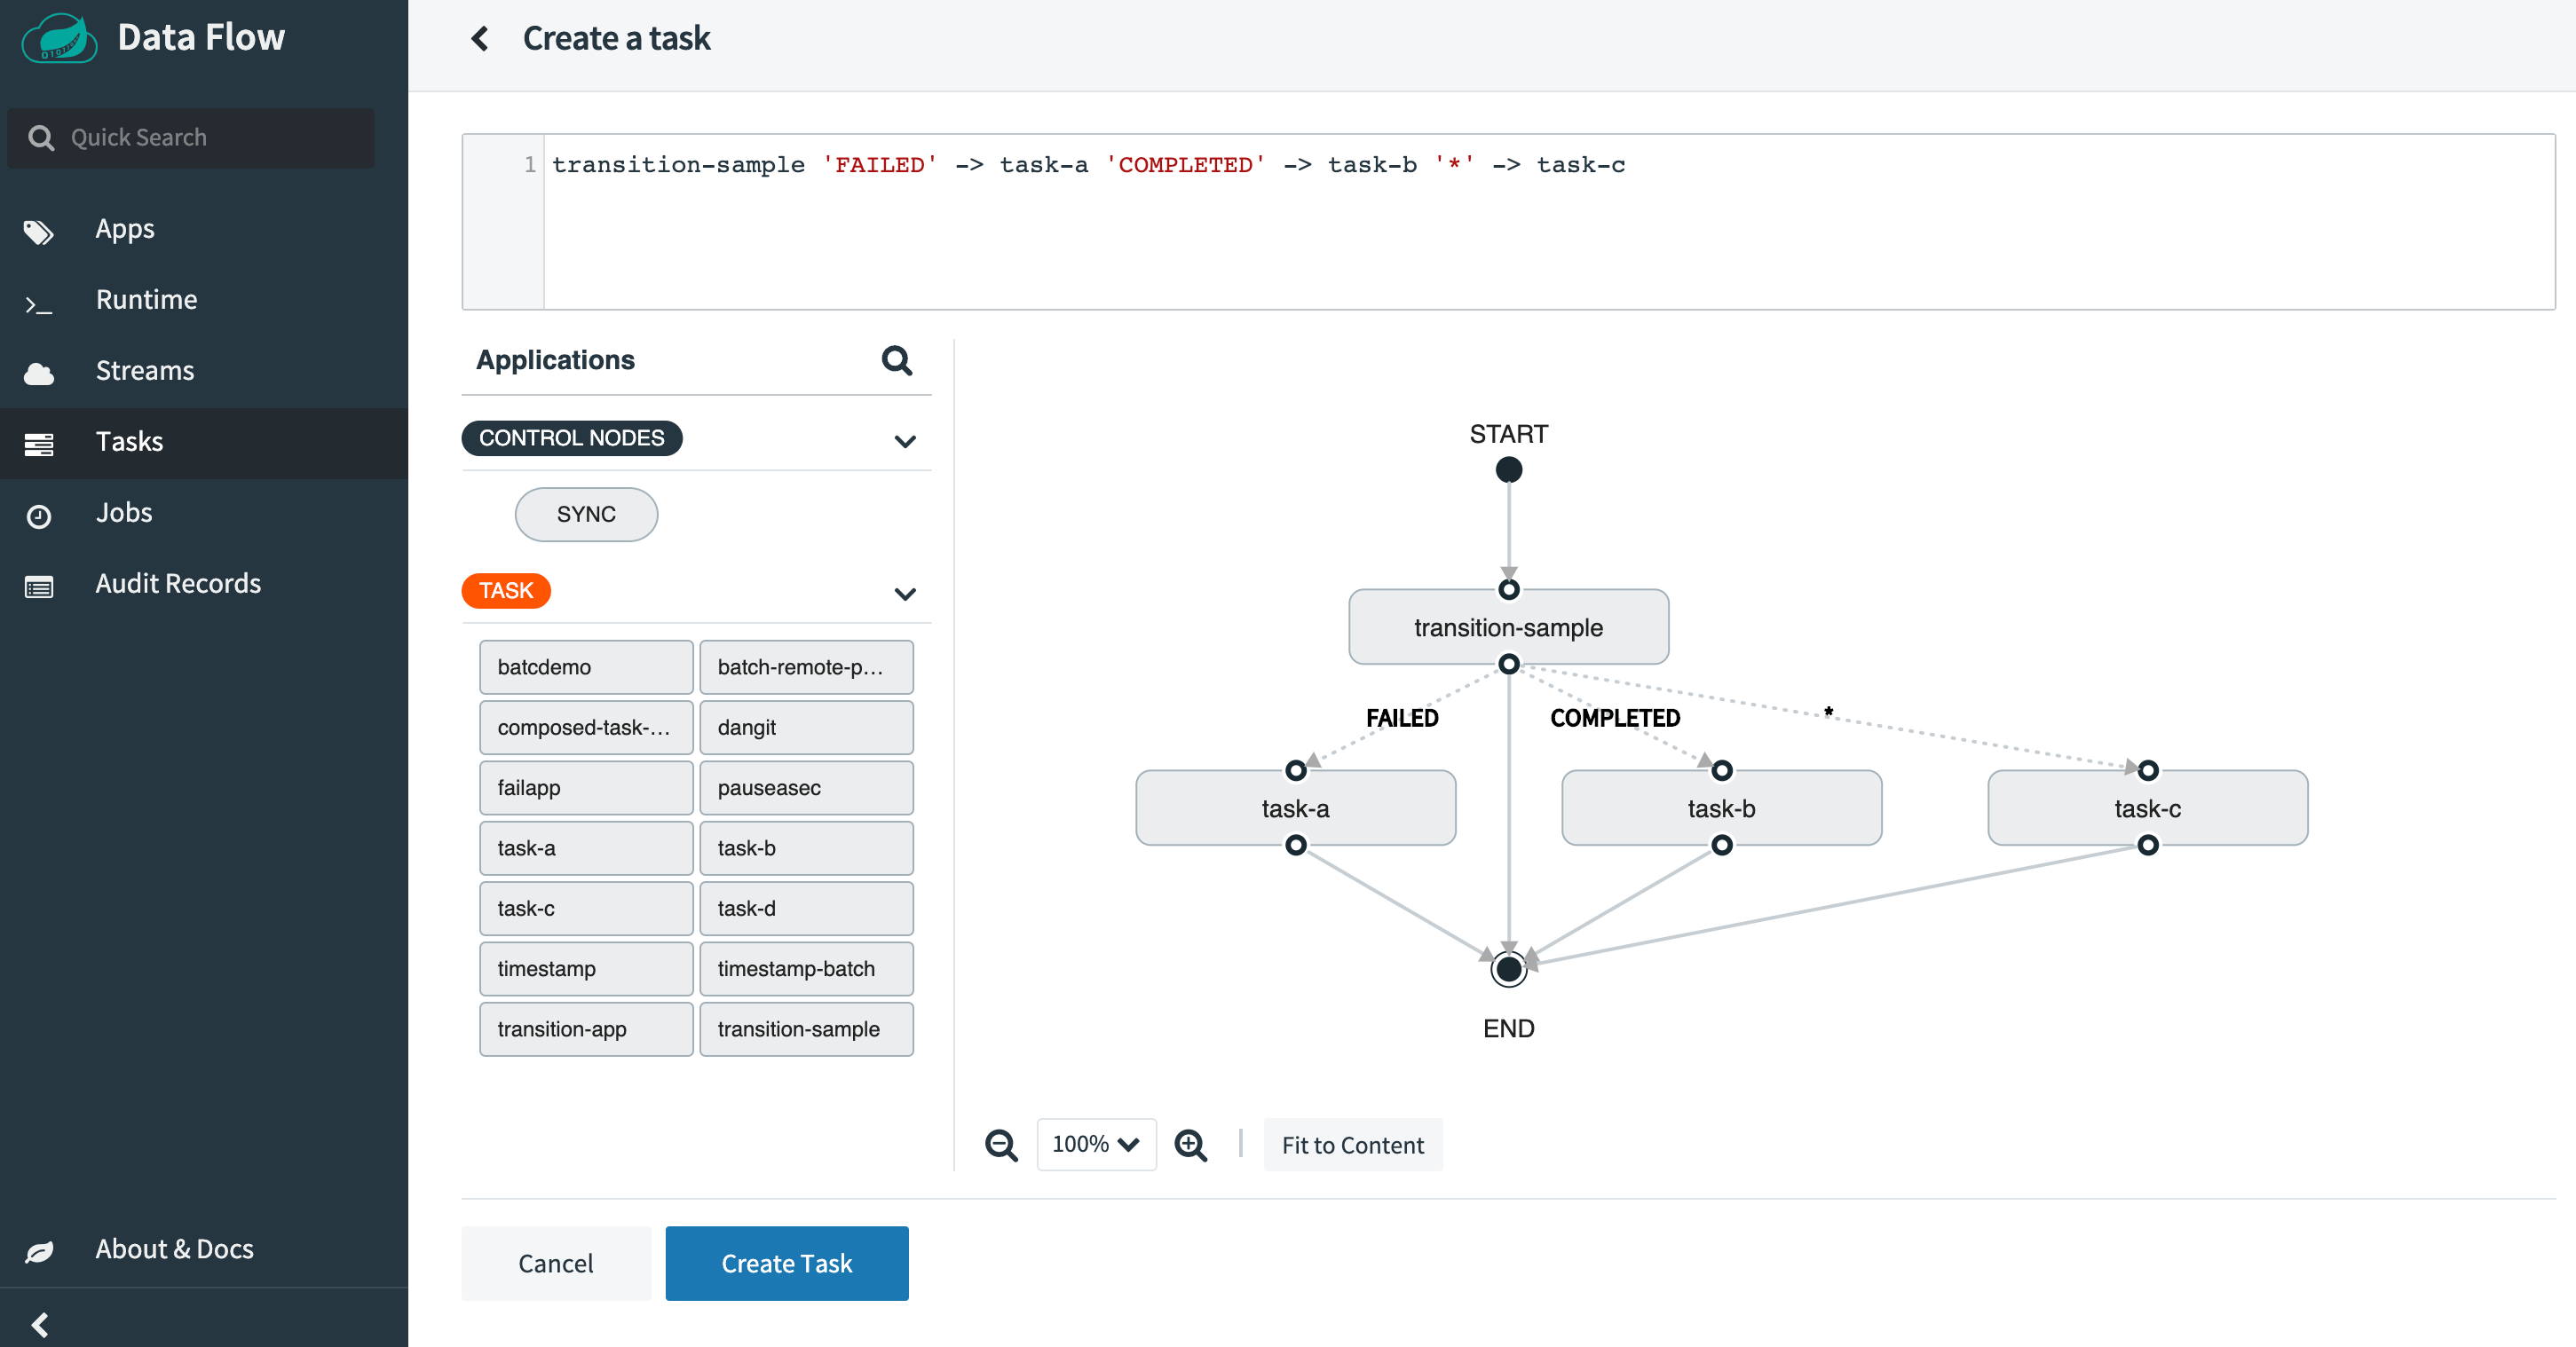 Data Flow
Quick Search
Apps
Runtime
Streams
Tasks
Jobs
Audit Records
About & Docs
Create a task
1 transition-sample 'FAILED' -> task-a 'COMPLETED' -> task-b '*' -> task-c
Applications
CONTROL NODES
SYNC
TASK
batcdemo batch-remote-p...
composed-task-... dangit
failapp pauseasec
task-a task-b
task-c task-d
timestamp timestamp-batch
transition-app transition-sample
START
transition-sample
FAILED COMPLETED *
task-a task-b task-c
END
100% Fit to Content
Cancel Create Task